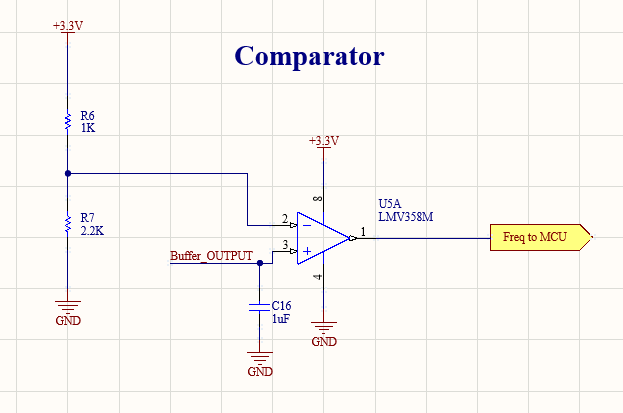 +3.3V
Comparator
R6
1K
+3.3V
8
U5A
LMV358M
2
1
Freq to MCU
R7
2.2K
3
Buffer_OUTPUT
4
C16
1uF
GND
GND
GND